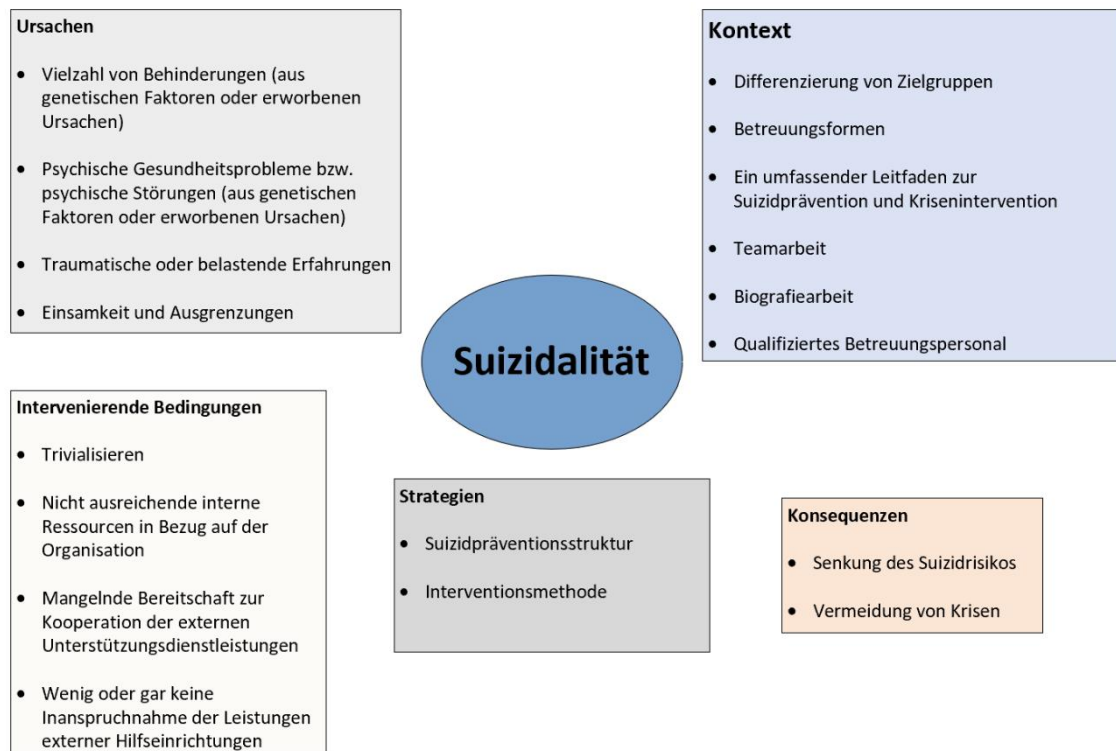 Ursachen
• Vielzahl von Behinderungen (aus
genetischen Faktoren oder erworbenen
Ursachen)
• Psychische Gesundheitsprobleme bzw.
psychische Störungen (aus genetischen
Faktoren oder erworbenen Ursachen)
• Traumatische oder belastende Erfahrungen
• Einsamkeit und Ausgrenzungen
Kontext
• Differenzierung von Zielgruppen
• Betreuungsformen
• Ein umfassender Leitfaden zur
Suizidprävention und Krisenintervention
• Teamarbeit
• Biografiearbeit
• Qualifiziertes Betreuungspersonal
Suizidalität
Intervenierende Bedingungen
• Trivialisieren
• Nicht ausreichende interne
Ressourcen in Bezug auf der
Organisation
• Mangelnde Bereitschaft zur
Kooperation der externen
Unterstützungsdienstleistungen
• Wenig oder gar keine
Inanspruchnahme der Leistungen
externer Hilfseinrichtungen
Strategien
• Suizidpräventionsstruktur
• Interventionsmethode
Konsequenzen
• Senkung des Suizidrisikos
• Vermeidung von Krisen